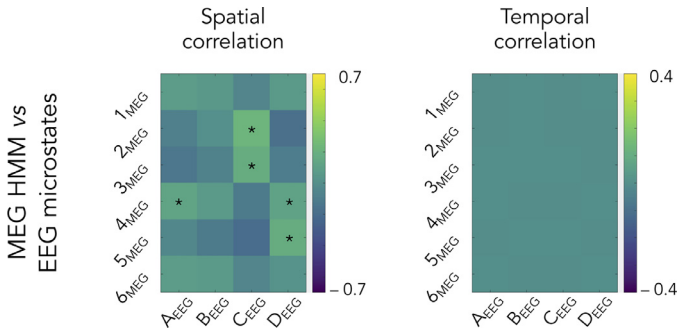 Spatial
correlation
Temporal
correlation
MEG HMM vs
EEG microstates
1MEG
2MEG
3MEG
4MEG
5MEG
6MEG
AEEG
BEEG
CEEG
DEEG
*
*
* *
*
0.7
– 0.7
1MEG
2MEG
3MEG
4MEG
5MEG
6MEG
AEEG
BEEG
CEEG
DEEG
0.4
– 0.4